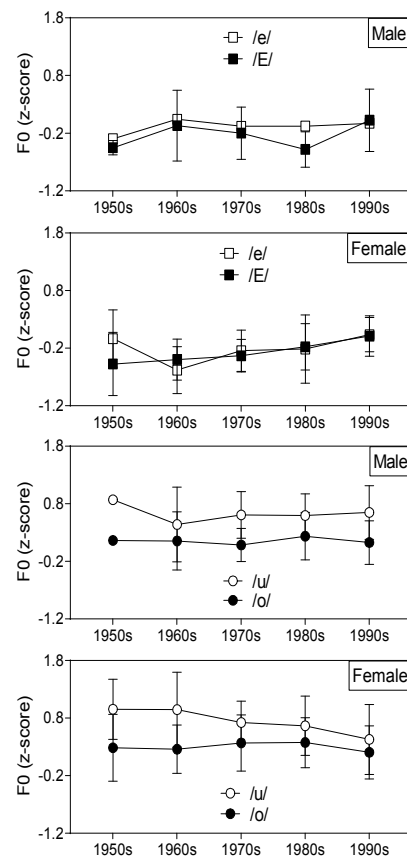 1.8
Male
/e/
/E/
0.8
F0 (z-score)
-0.2
-1.2
1950s 1960s 1970s 1980s 1990s
1.8
Female
/e/
/E/
0.8
F0 (z-score)
-0.2
-1.2
1950s 1960s 1970s 1980s 1990s
1.8
Male
0.8
F0 (z-score)
-0.2
/u/
/o/
-1.2
1950s 1960s 1970s 1980s 1990s
1.8
Female
0.8
F0 (z-score)
-0.2
/u/
/o/
-1.2
1950s 1960s 1970s 1980s 1990s